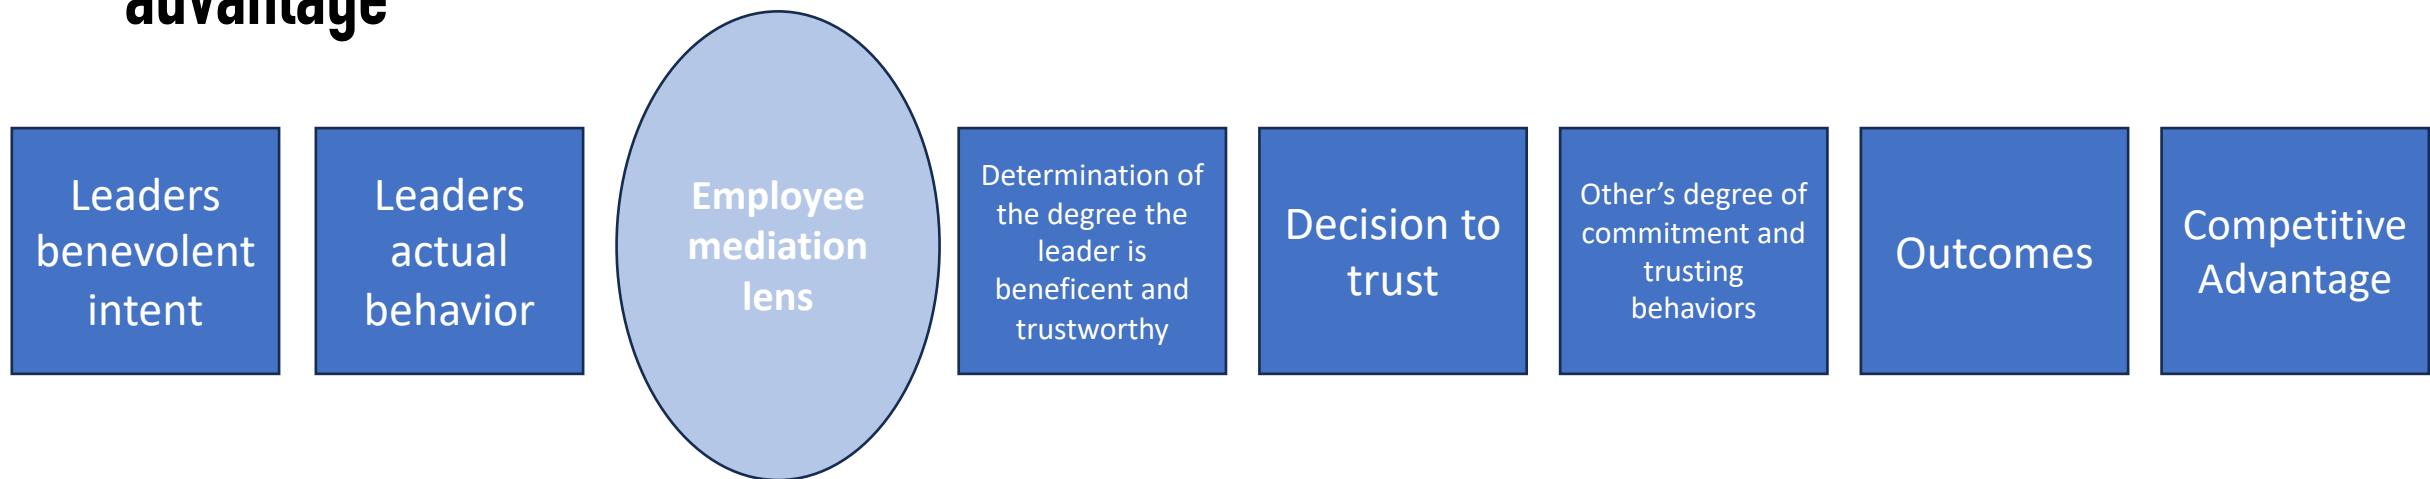 advantage
Leaders
benevolent
intent
Leaders
actual
behavior
Employee
mediation
lens
Determination of
the degree the
leader is
beneficent and
trustworthy
Decision to
trust
Other’s degree of
commitment and
trusting
behaviors
Outcomes
Competitive
Advantage